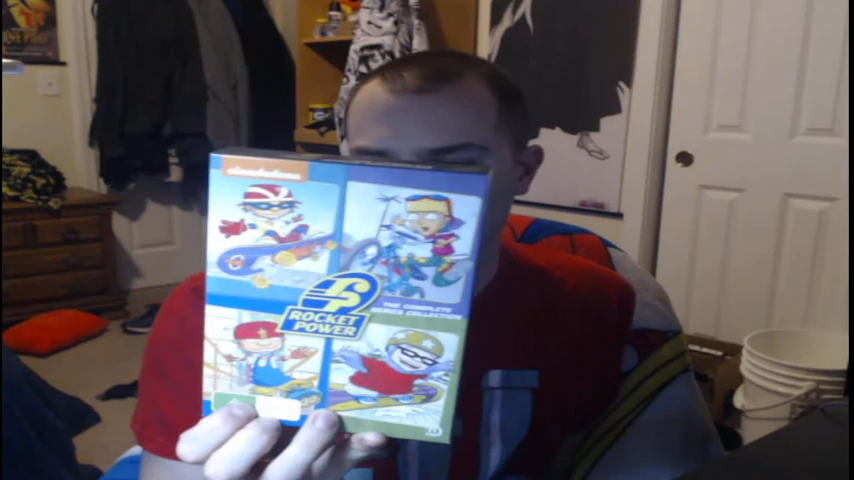 nickelodeon
ROCKET
POWER
THE COMPLETE
SERIES COLLECTION